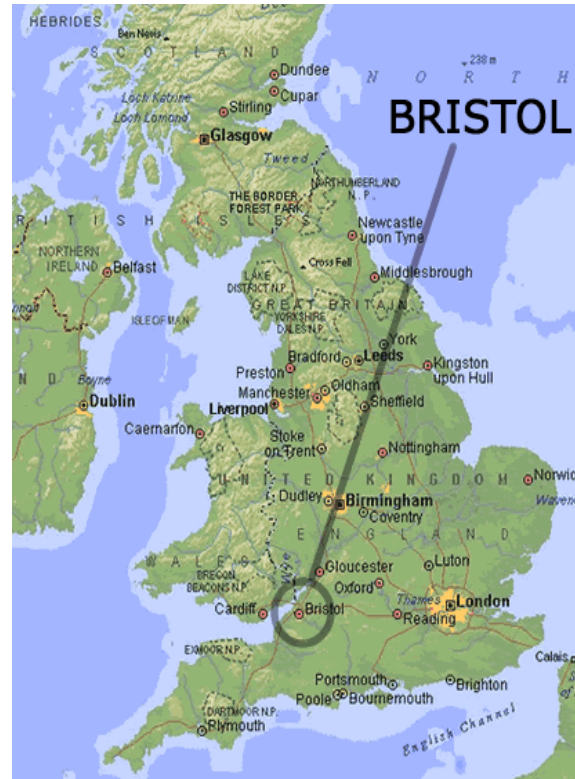 HEBRIDES
Ben Nevis
SCOTLAND
238 m
Dundee
NORTH
Loch Katrine
Cupar
Stirling
Loch Lomond
BRISTOL
Glasgow
Tweed
NORTHUMBERLAND
N.P.
THE BORDER
FOREST PARK
RITISH ISLES
Newcastle
upon Tyne
NORTHERN
IRELAND
Belfast
Cross Fell
Middlesbrough
LAKE
DISTRICT N.P.
GREAT BRITAIN
ISLE OF MAN
YORKSHIRE
DALES N.P.
York
Bradford
Leeds
Preston
Kingston
upon Hull
ND
Boyne
Oldham
Manchester
Dublin
Liverpool
Sheffield
Caernarfon
Stoke
on Trent
Nottingham
UNITED KINGDOM
Norwic
Dudley
Birmingham
Waven
Coventry
ENGLAND
WALES
Wye
Luton
BRECON
BEACONS N.P.
Gloucester
Oxford
Thames
London
Cardiff
Bristol
Reading
EXMOOR N.P.
Calais
Portsmouth
Brighton
Poole
Bournemouth
DARTMOOR N.P.
Plymouth
English Channel